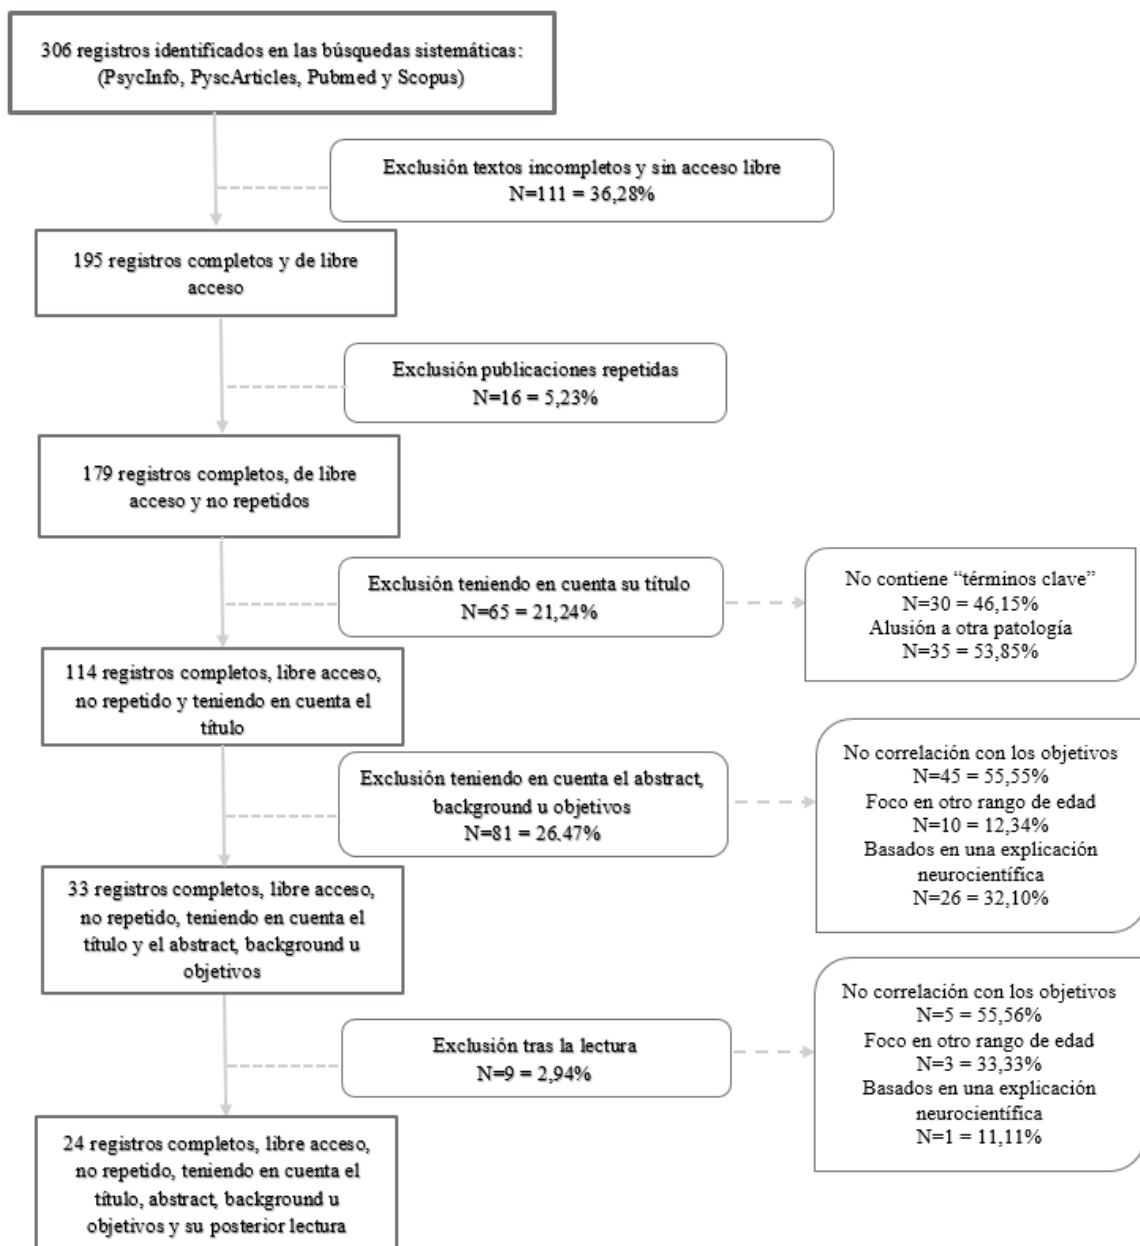 306 registros identificados en las búsquedas sistemáticas:
(PsycInfo, PyscArticles, Pubmed y Scopus)
Exclusión textos incompletos y sin acceso libre
N=111 = 36,28%
195 registros completos y de libre
acceso
Exclusión publicaciones repetidas
N=16 = 5,23%
179 registros completos, de libre
acceso y no repetidos
Exclusión teniendo en cuenta su título
N=65 = 21,24%
No contiene “términos clave”
N=30 = 46,15%
Alusión a otra patología
N=35 = 53,85%
114 registros completos, libre acceso,
no repetido y teniendo en cuenta el
título
Exclusión teniendo en cuenta el abstract,
background u objetivos
N=81 = 26.47%
No correlación con los objetivos
N=45 = 55,55%
Foco en otro rango de edad
N=10 = 12,34%
Basados en una explicación
neurocientífica
N=26 = 32,10%
33 registros completos, libre acceso,
no repetido, teniendo en cuenta el
título y el abstract, background u
objetivos
Exclusión tras la lectura
N=9 = 2,94%
No correlación con los objetivos
N=5 = 55,56%
Foco en otro rango de edad
N=3 = 33,33%
Basados en una explicación
neurocientífica
N=1 = 11,11%
24 registros completos, libre acceso,
no repetido, teniendo en cuenta el
título, abstract, background u
objetivos y su posterior lectura